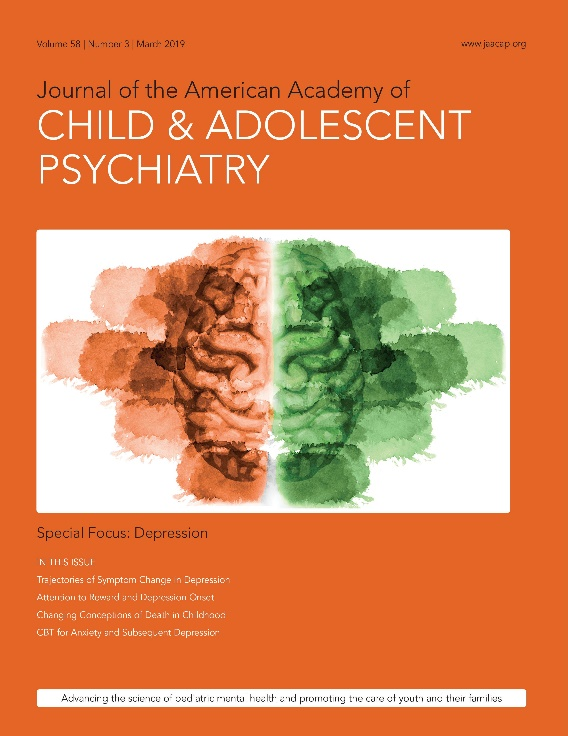 Volume 58 | Number 3 | March 2019
www.jaacap.org
Journal of the American Academy of
CHILD & ADOLESCENT
PSYCHIATRY
Special Focus: Depression
IN THIS ISSUE
Trajectories of Symptom Change in Depression
Attention to Reward and Depression Onset
Changing Conceptions of Death in Childhood
CBT for Anxiety and Subsequent Depression
Advancing the science of pediatric mental health and promoting the care of youth and their families